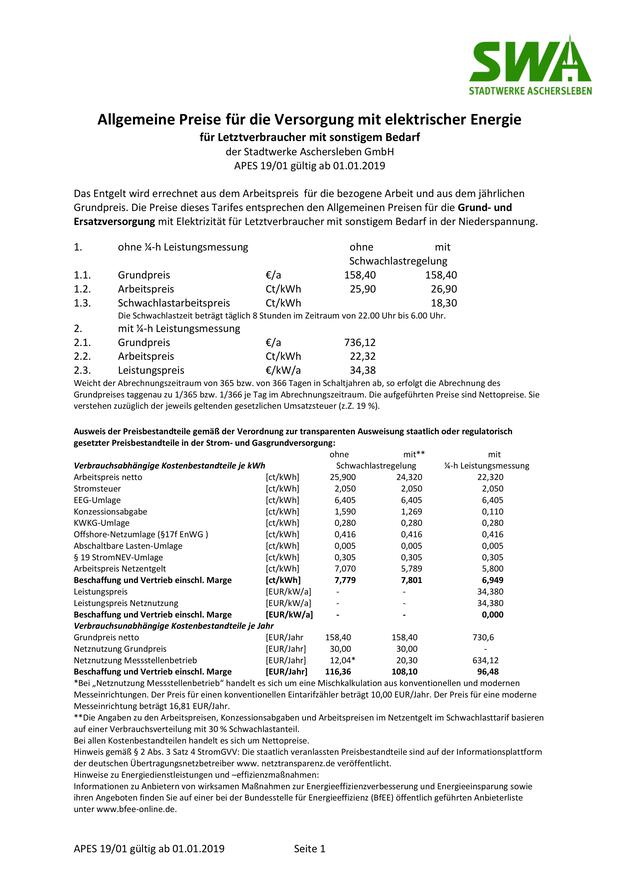 SWA
STADTWERKE ASCHERSLEBEN
Allgemeine Preise für die Versorgung mit elektrischer Energie
für Letztverbraucher mit sonstigem Bedarf
der Stadtwerke Aschersleben GmbH
APES 19/01 gültig ab 01.01.2019
Das Entgelt wird errechnet aus dem Arbeitspreis für die bezogene Arbeit und aus dem jährlichen
Grundpreis. Die Preise dieses Tarifes entsprechen den Allgemeinen Preisen für die Grund- und
Ersatzversorgung mit Elektrizität für Letztverbraucher mit sonstigem Bedarf in der Niederspannung.
1. ohne ¼-h Leistungsmessung ohne mit
Schwachlastregelung
1.1. Grundpreis €/a 158,40 158,40
1.2. Arbeitspreis Ct/kWh 25,90 26,90
1.3. Schwachlastarbeitspreis Ct/kWh 18,30
Die Schwachlastzeit beträgt täglich 8 Stunden im Zeitraum von 22.00 Uhr bis 6.00 Uhr.
2. mit ¼-h Leistungsmessung
2.1. Grundpreis €/a 736,12
2.2. Arbeitspreis Ct/kWh 22,32
2.3. Leistungspreis €/kW/a 34,38
Weicht der Abrechnungszeitraum von 365 bzw. von 366 Tagen in Schaltjahren ab, so erfolgt die Abrechnung des
Grundpreises taggenau zu 1/365 bzw. 1/366 je Tag im Abrechnungszeitraum. Die aufgeführten Preise sind Nettopreise. Sie
verstehen zuzüglich der jeweils geltenden gesetzlichen Umsatzsteuer (z.Z. 19 %).
Ausweis der Preisbestandteile gemäß der Verordnung zur transparenten Ausweisung staatlich oder regulatorisch
gesetzter Preisbestandteile in der Strom- und Gasgrundversorgung:
ohne mit** mit
Verbrauchsabhängige Kostenbestandteile je kWh Schwachlastregelung ¼-h Leistungsmessung
Arbeitspreis netto [ct/kWh] 25,900 24,320 22,320
Stromsteuer [ct/kWh] 2,050 2,050 2,050
EEG-Umlage [ct/kWh] 6,405 6,405 6,405
Konzessionsabgabe [ct/kWh] 1,590 1,269 0,110
KWKG-Umlage [ct/kWh] 0,280 0,280 0,280
Offshore-Netzumlage (§17f EnWG ) [ct/kWh] 0,416 0,416 0,416
Abschaltbare Lasten-Umlage [ct/kWh] 0,005 0,005 0,005
§ 19 StromNEV-Umlage [ct/kWh] 0,305 0,305 0,305
Arbeitspreis Netzentgelt [ct/kWh] 7,070 5,789 5,800
Beschaffung und Vertrieb einschl. Marge [ct/kWh] 7,779 7,801 6,949
Leistungspreis [EUR/kW/a] - - 34,380
Leistungspreis Netznutzung [EUR/kW/a] - - 34,380
Beschaffung und Vertrieb einschl. Marge [EUR/kW/a] - - 0,000
Verbrauchsunabhängige Kostenbestandteile je Jahr
Grundpreis netto [EUR/Jahr 158,40 158,40 730,6
Netznutzung Grundpreis [EUR/Jahr] 30,00 30,00 -
Netznutzung Messstellenbetrieb [EUR/Jahr] 12,04* 20,30 634,12
Beschaffung und Vertrieb einschl. Marge [EUR/Jahr] 116,36 108,10 96,48
*Bei „Netznutzung Messstellenbetrieb“ handelt es sich um eine Mischkalkulation aus konventionellen und modernen
Messeinrichtungen. Der Preis für einen konventionellen Eintarifzähler beträgt 10,00 EUR/Jahr. Der Preis für eine moderne
Messeinrichtung beträgt 16,81 EUR/Jahr.
**Die Angaben zu den Arbeitspreisen, Konzessionsabgaben und Arbeitspreisen im Netzentgelt im Schwachlasttarif basieren
auf einer Verbrauchsverteilung mit 30 % Schwachlastanteil.
Bei allen Kostenbestandteilen handelt es sich um Nettopreise.
Hinweis gemäß § 2 Abs. 3 Satz 4 StromGVV: Die staatlich veranlassten Preisbestandteile sind auf der Informationsplattform
der deutschen Übertragungsnetzbetreiber www. netztransparenz.de veröffentlicht.
Hinweise zu Energiedienstleistungen und –effizienzmaßnahmen:
Informationen zu Anbietern von wirksamen Maßnahmen zur Energieeffizienzverbesserung und Energieeinsparung sowie
ihren Angeboten finden Sie auf einer bei der Bundesstelle für Energieeffizienz (BfEE) öffentlich geführten Anbieterliste
unter www.bfee-online.de.
APES 19/01 gültig ab 01.01.2019 Seite 1